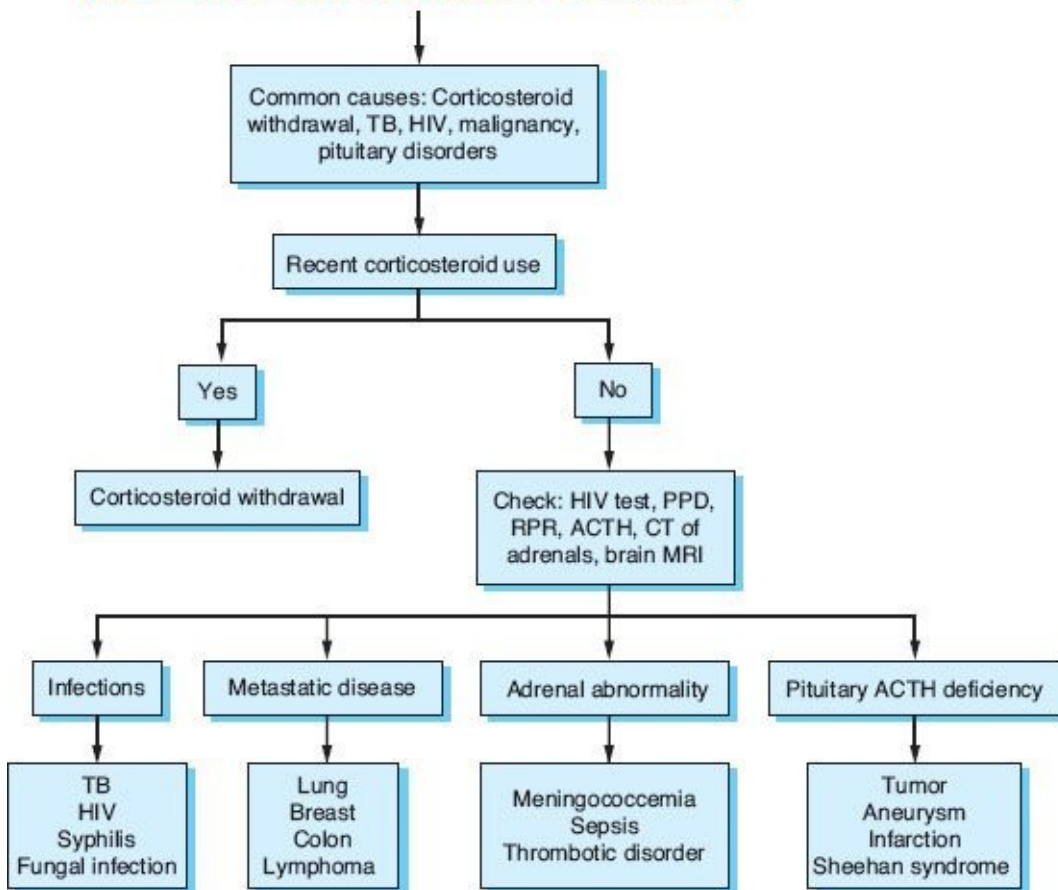 Common causes: Corticosteroid
withdrawal, TB, HIV, malignancy,
pituitary disorders
Recent corticosteroid use
Yes
No
Corticosteroid withdrawal
Check: HIV test, PPD,
RPR, ACTH, CT of
adrenals, brain MRI
Infections
Metastatic disease
Adrenal abnormality
Pituitary ACTH deficiency
TB
HIV
Syphilis
Fungal infection
Lung
Breast
Colon
Lymphoma
Meningococcemia
Sepsis
Thrombotic disorder
Tumor
Aneurysm
Infarction
Sheehan syndrome